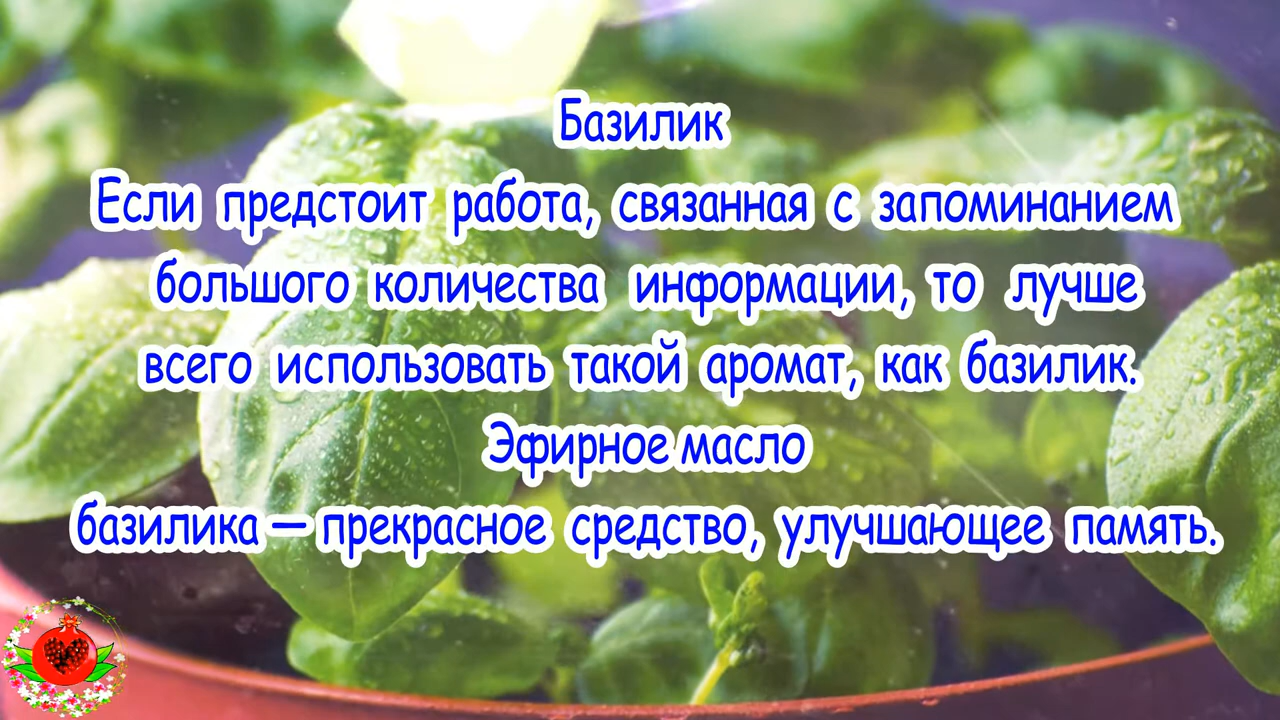 Базилик
Если предстоит работа, связанная с запоминанием
большого количества информации, то лучше
всего использовать такой аромат, как базилик.
Эфирное масло
базилика — прекрасное средство, улучшающее память.